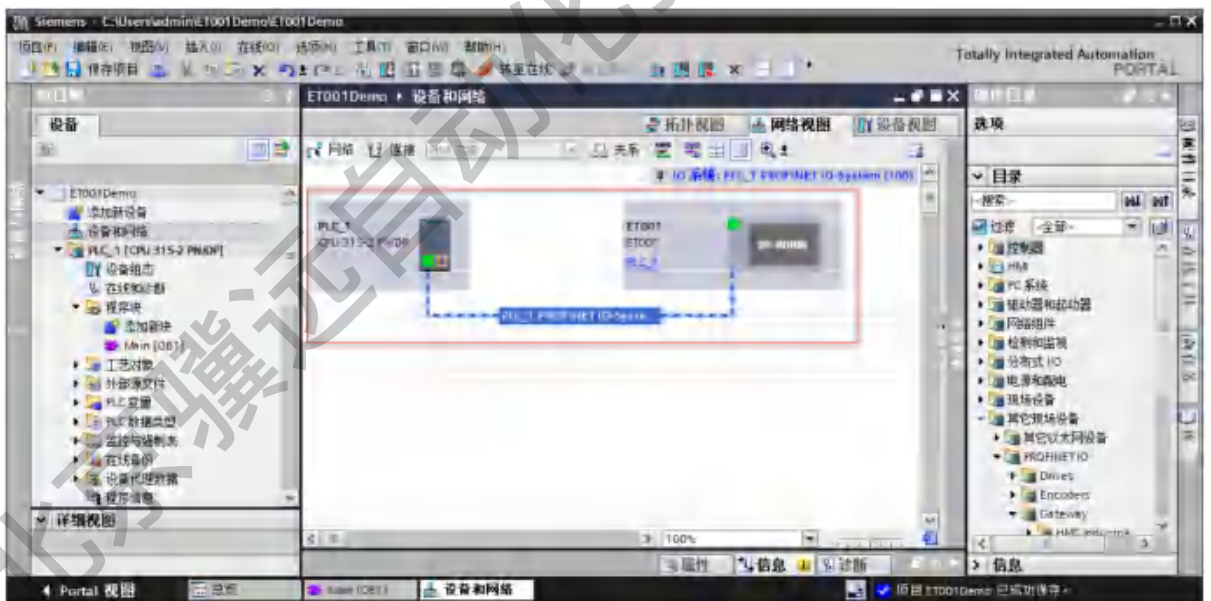 Siemens - C:\Users\admin\ET001Demo\ET001Demo
项目(P) 编辑(E) 视图(V) 插入(I) 在线(O) 选项(N) 工具(T) 窗口(W) 帮助(H)
Totally Integrated Automation
PORTAL
保存项目
转至在线
ET001Demo ▸ 设备和网络
设备
选项
拓扑视图
网络视图
设备视图
网络
连接
关系
IO 系统: PLC_1.PROFINET IO-System (100)
目录
<搜索>
过滤
<全部>
ET001Demo
添加新设备
设备和网络
PLC_1 [CPU 315-2 PN/DP]
设备组态
在线和诊断
程序块
添加新块
Main [OB1]
工艺对象
外部源文件
PLC 变量
PLC 数据类型
监控与强制表
在线备份
设备代理数据
程序信息
详细视图
PLC_1
CPU 315-2 PN/DP
ET001
ET001
PLC_1
DP-NORM
PLC_1.PROFINET IO-System
控制器
HMI
PC 系统
驱动器和起动器
网络组件
检测和监视
分布式 I/O
电源和配电
现场设备
其它现场设备
其它以太网设备
PROFINET IO
Drives
Encoders
Gateway
100%
属性
信息
诊断
信息
Portal 视图
总览
Main (OB1)
设备和网络
项目 ET001Demo 已成功保存。
北京骥远自动化